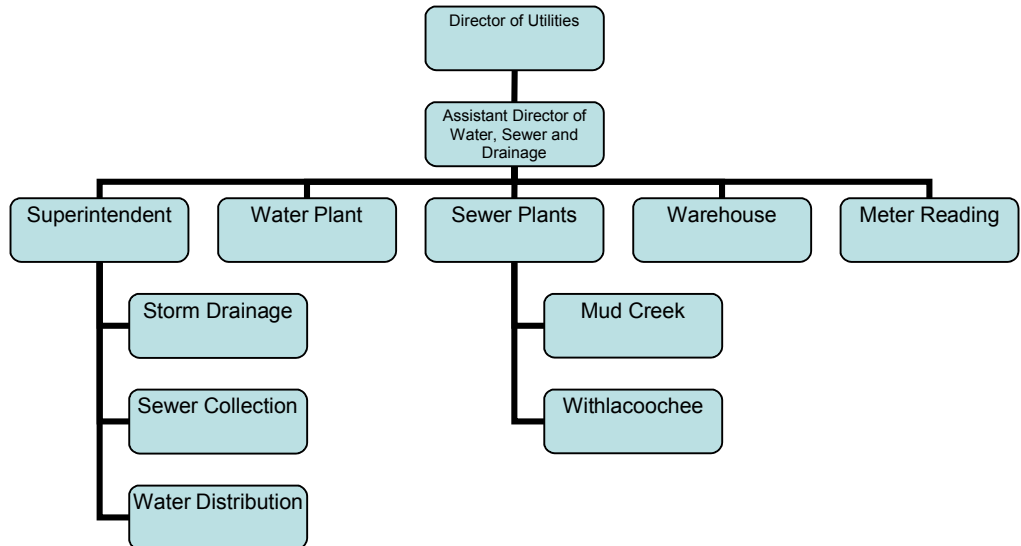 Director of Utilities
Assistant Director of
Water, Sewer and
Drainage
Superintendent
Water Plant
Sewer Plants
Warehouse
Meter Reading
Storm Drainage
Mud Creek
Sewer Collection
Withlacoochee
Water Distribution